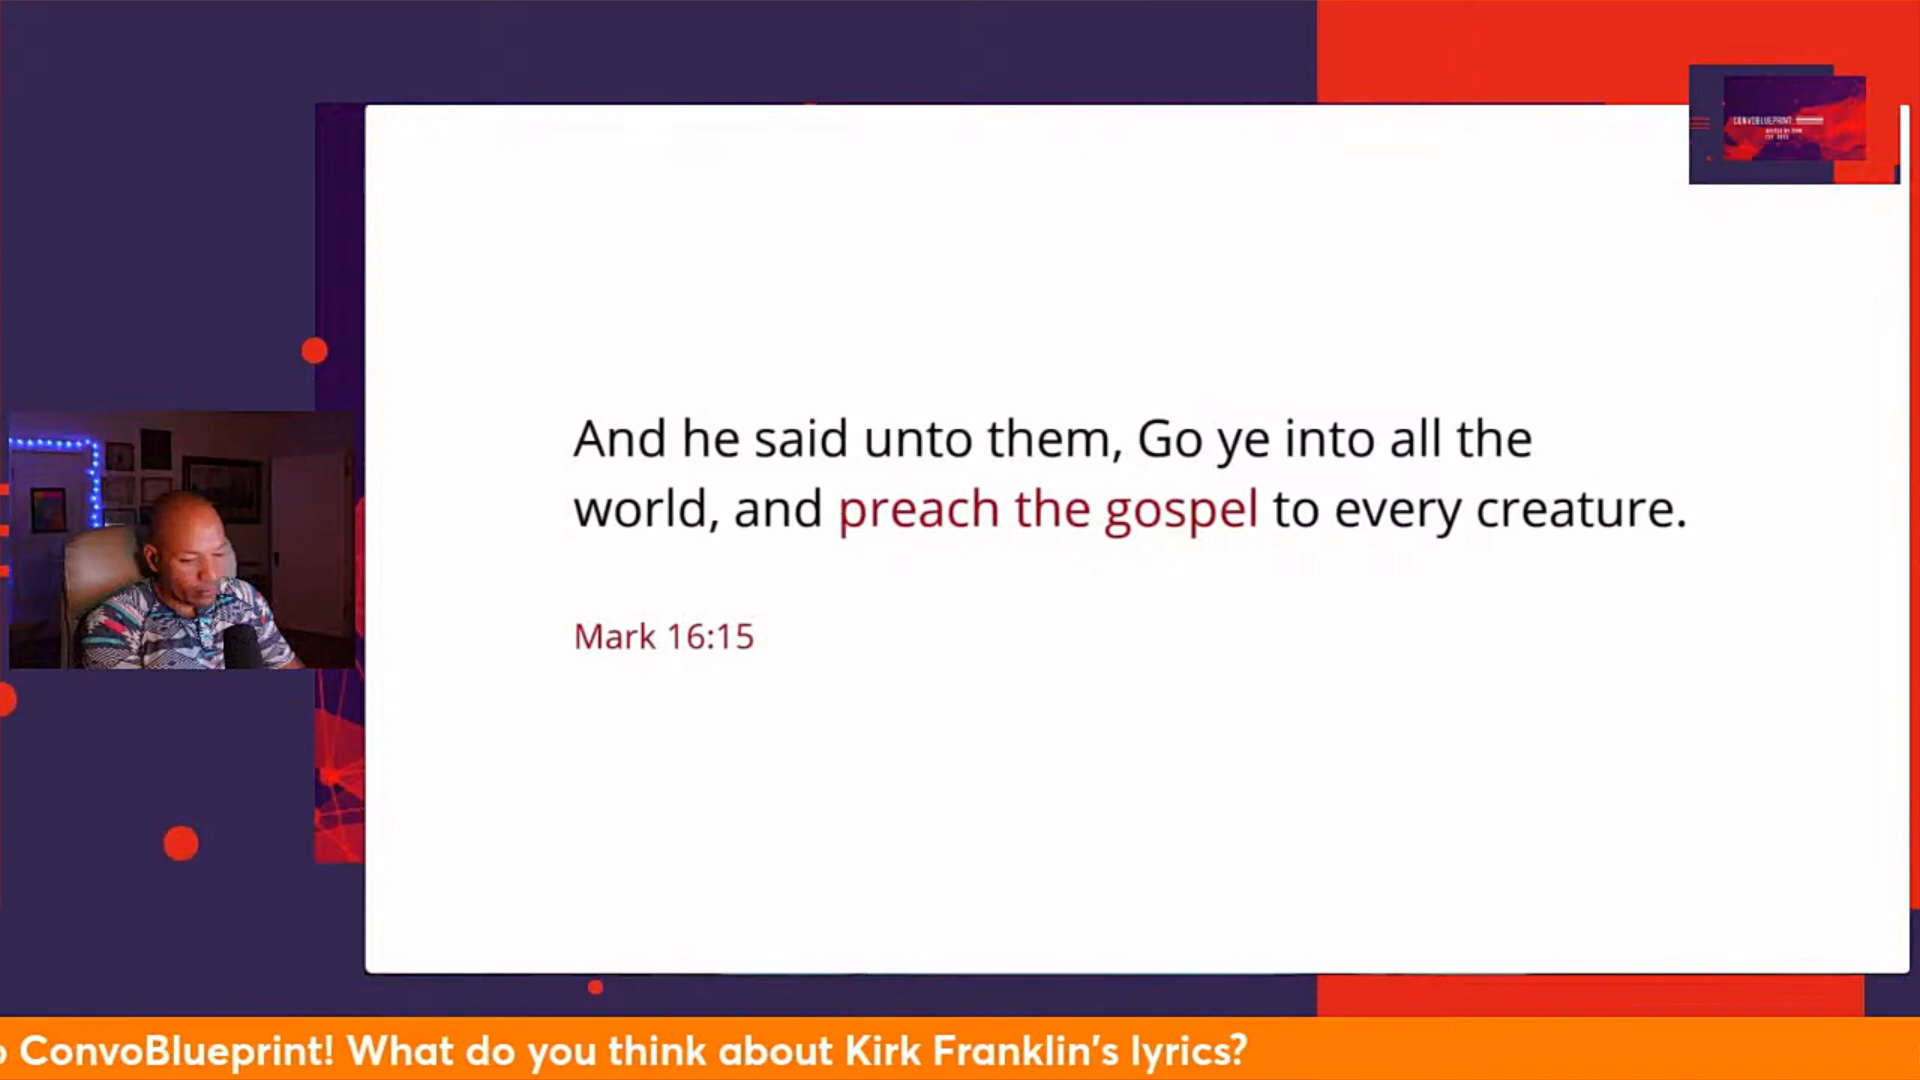 CONVOBLUEPRINT:
And he said unto them, Go ye into all the
world, and preach the gospel to every creature.
Mark 16:15
ConvoBlueprint! What do you think about Kirk Franklin's lyrics?